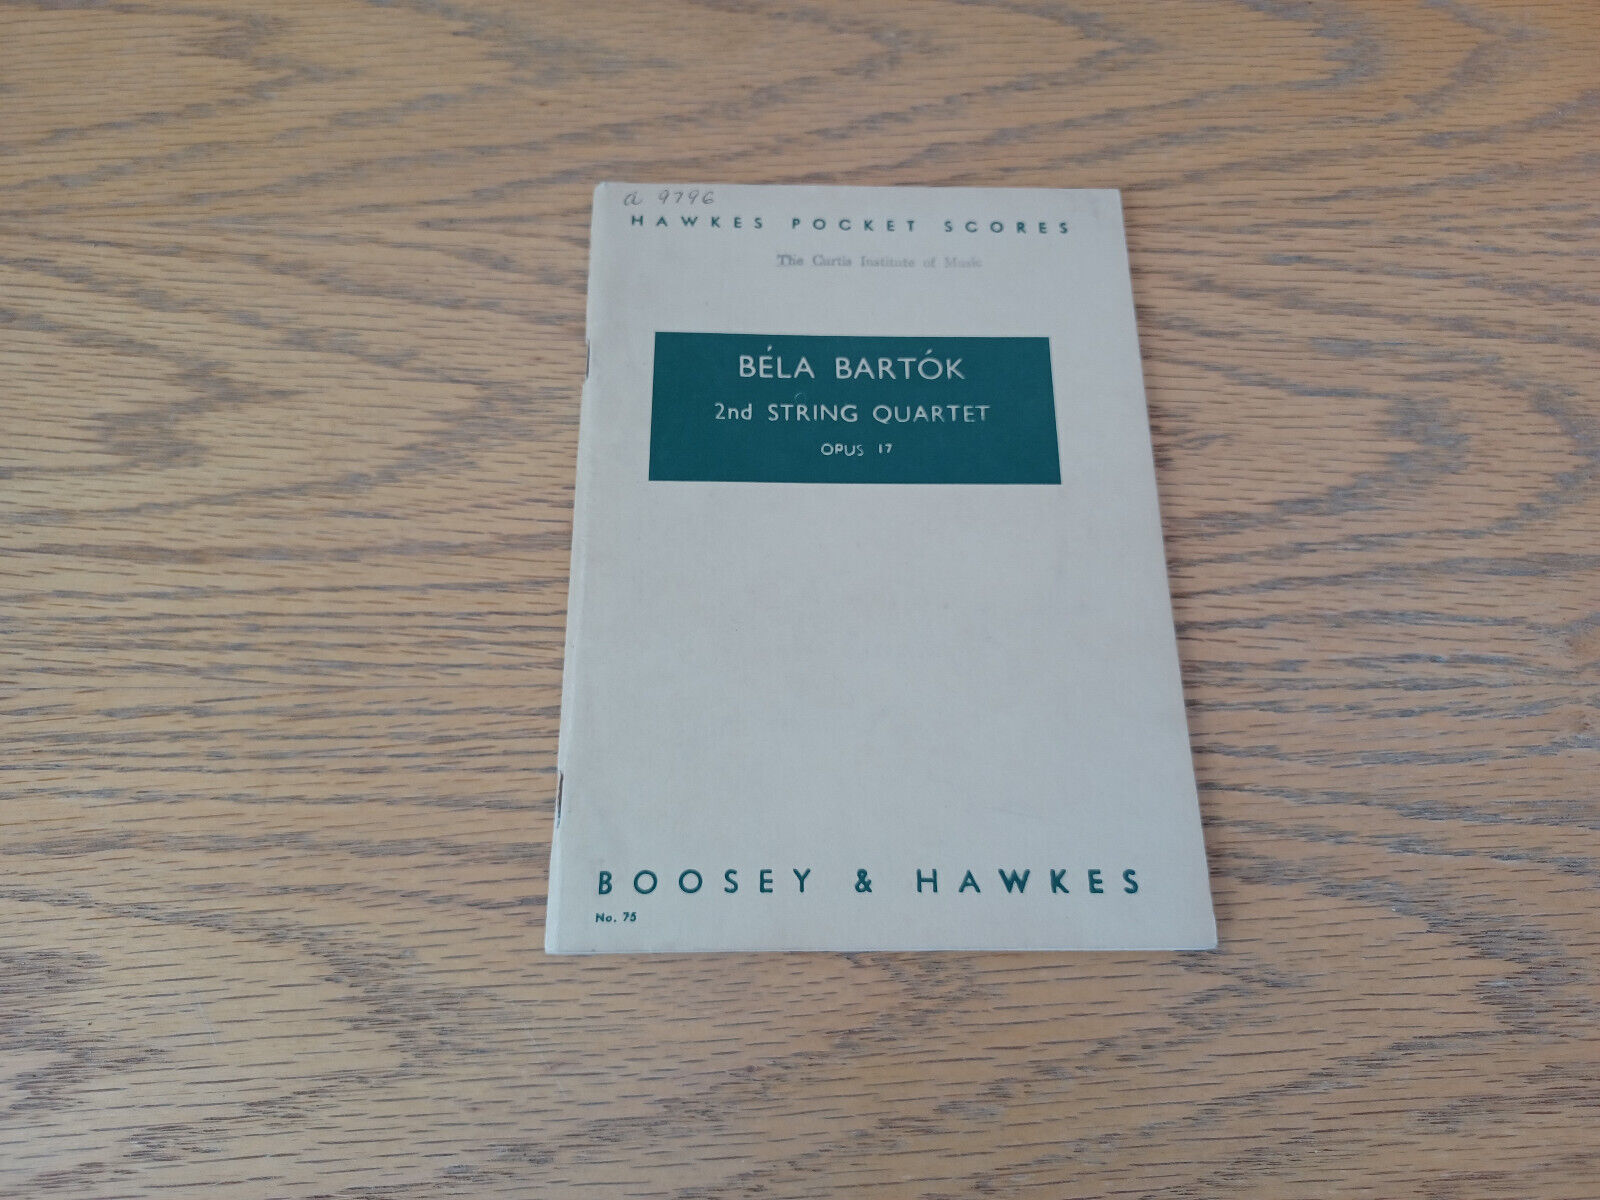 a 9796
HAWKES POCKET SCORES
The Curtis Institute of Music
BÉLA BARTÓK
2nd STRING QUARTET
OPUS 17
BOOSEY & HAWKES
No. 75